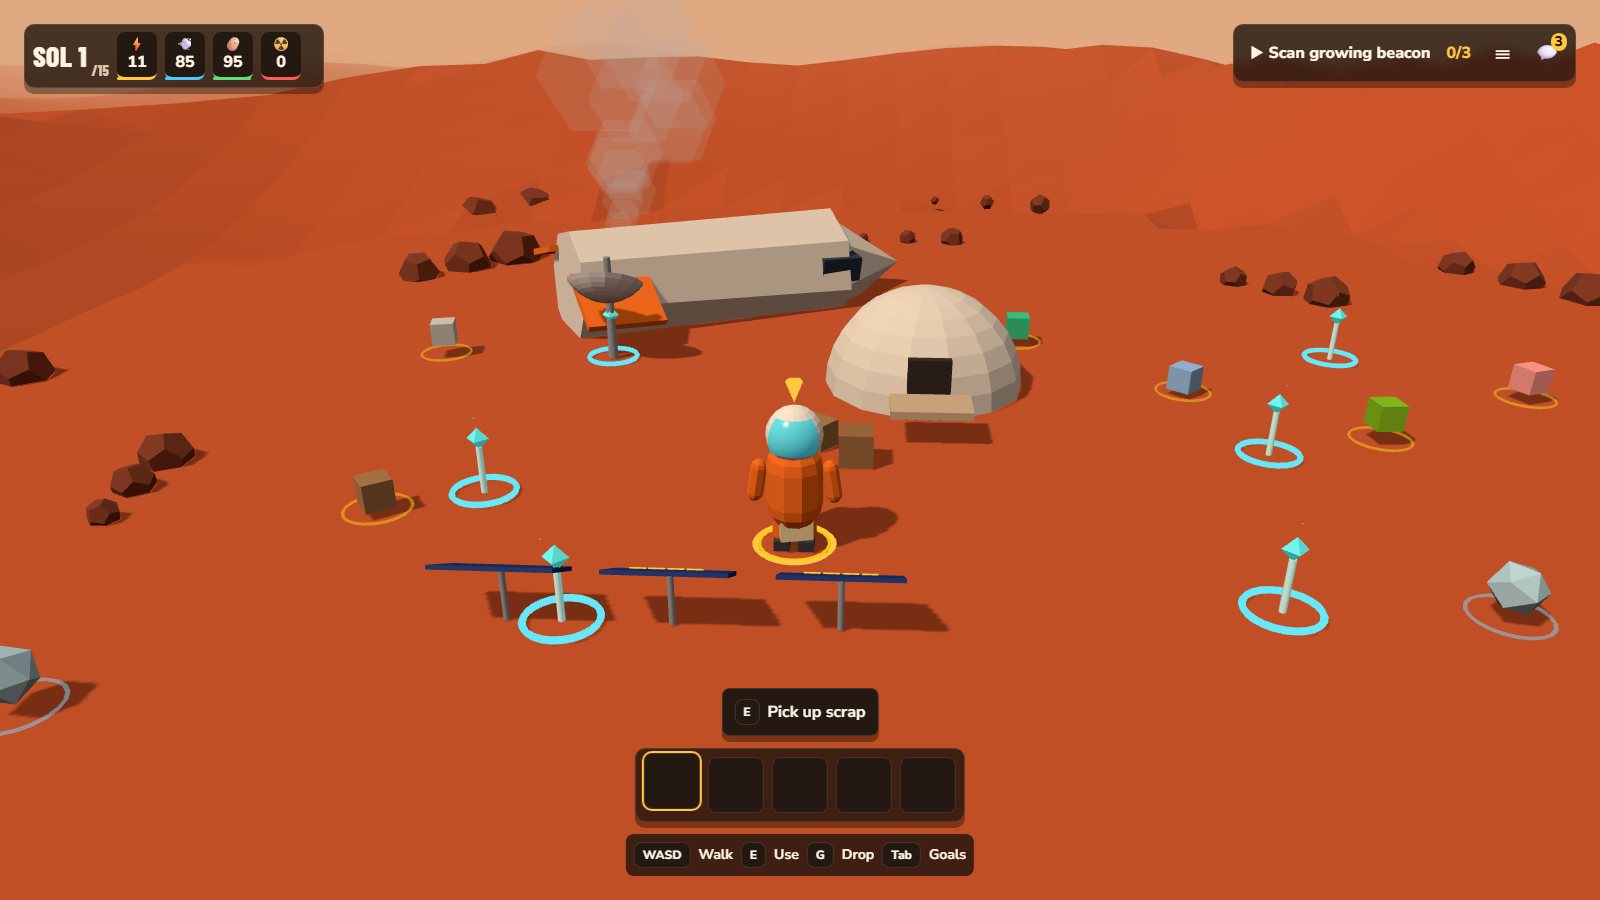 SOL 1 /15
11 85 95 0
▶ Scan growing beacon 0/3
3
E Pick up scrap
WASD Walk E Use G Drop Tab Goals